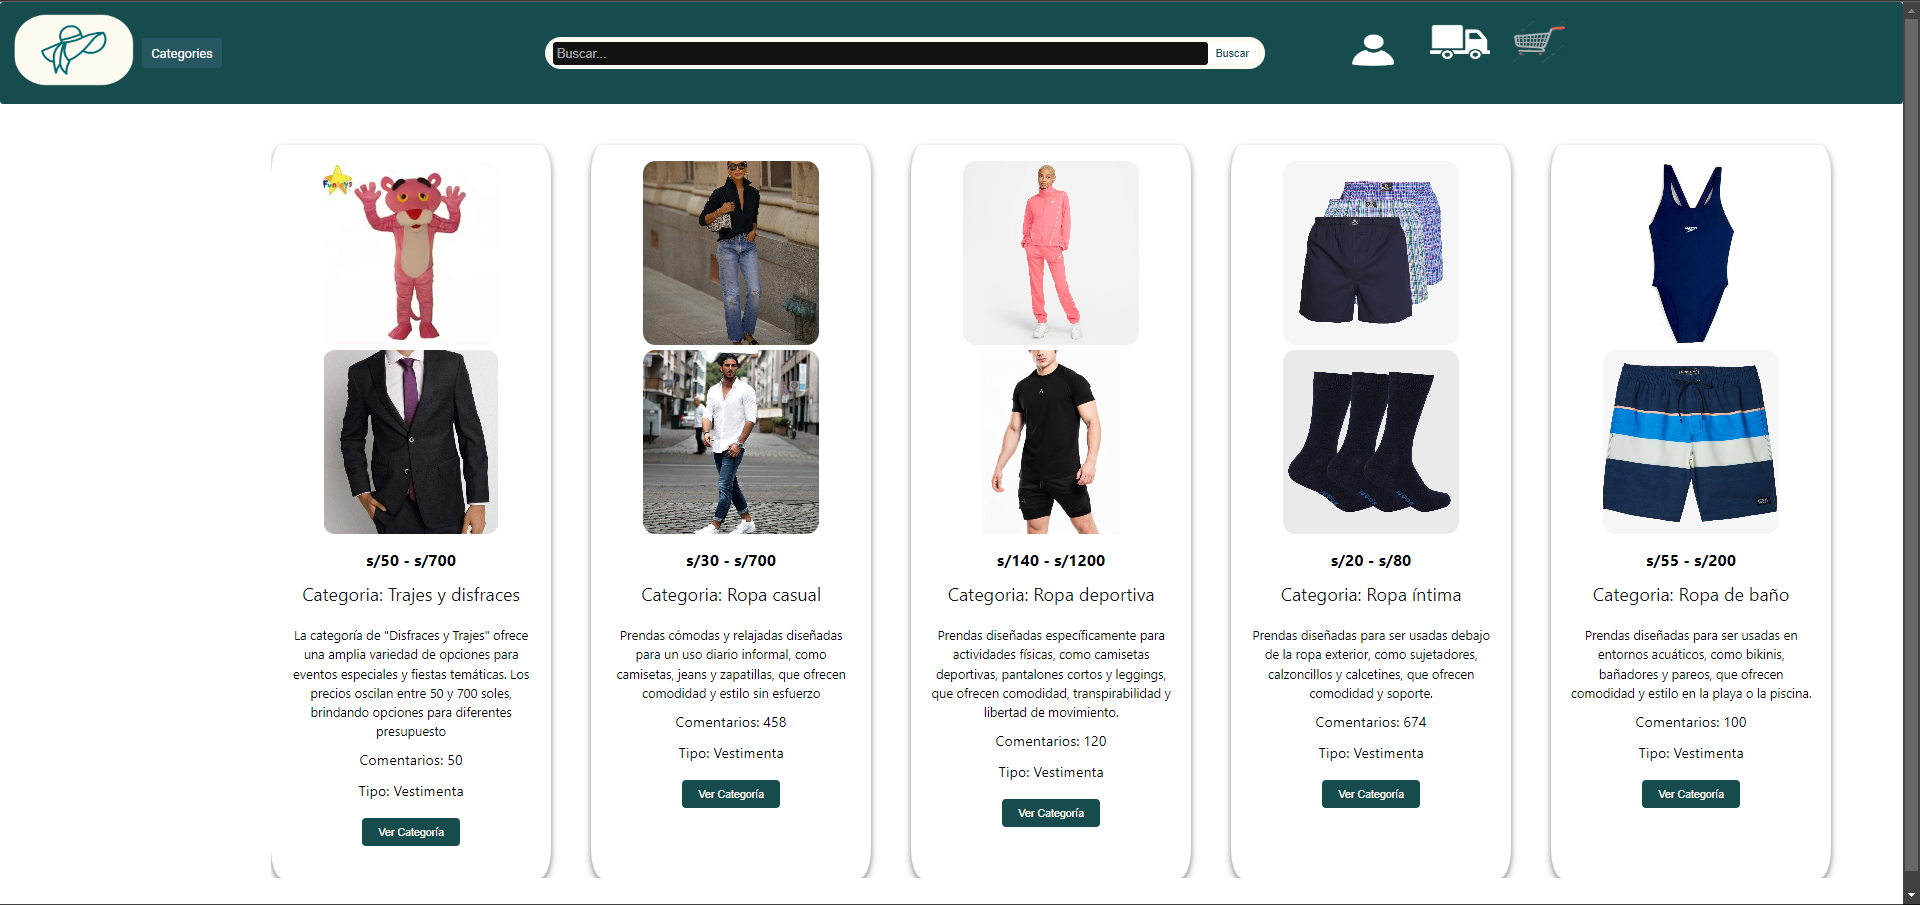 Categories
Buscar...
Buscar
Funtoys
s/50 - s/700
Categoria: Trajes y disfraces
La categoría de "Disfraces y Trajes" ofrece
una amplia variedad de opciones para
eventos especiales y fiestas temáticas. Los
precios oscilan entre 50 y 700 soles,
brindando opciones para diferentes
presupuesto
Comentarios: 50
Tipo: Vestimenta
Ver Categoría
s/30 - s/700
Categoria: Ropa casual
Prendas cómodas y relajadas diseñadas
para un uso diario informal, como
camisetas, jeans y zapatillas, que ofrecen
comodidad y estilo sin esfuerzo
Comentarios: 458
Tipo: Vestimenta
Ver Categoría
s/140 - s/1200
Categoria: Ropa deportiva
Prendas diseñadas específicamente para
actividades físicas, como camisetas
deportivas, pantalones cortos y leggings,
que ofrecen comodidad, transpirabilidad y
libertad de movimiento.
Comentarios: 120
Tipo: Vestimenta
Ver Categoría
s/20 - s/80
Categoria: Ropa íntima
Prendas diseñadas para ser usadas debajo
de la ropa exterior, como sujetadores,
calzoncillos y calcetines, que ofrecen
comodidad y soporte.
Comentarios: 674
Tipo: Vestimenta
Ver Categoría
s/55 - s/200
Categoria: Ropa de baño
Prendas diseñadas para ser usadas en
entornos acuáticos, como bikinis,
bañadores y pareos, que ofrecen
comodidad y estilo en la playa o la piscina.
Comentarios: 100
Tipo: Vestimenta
Ver Categoría